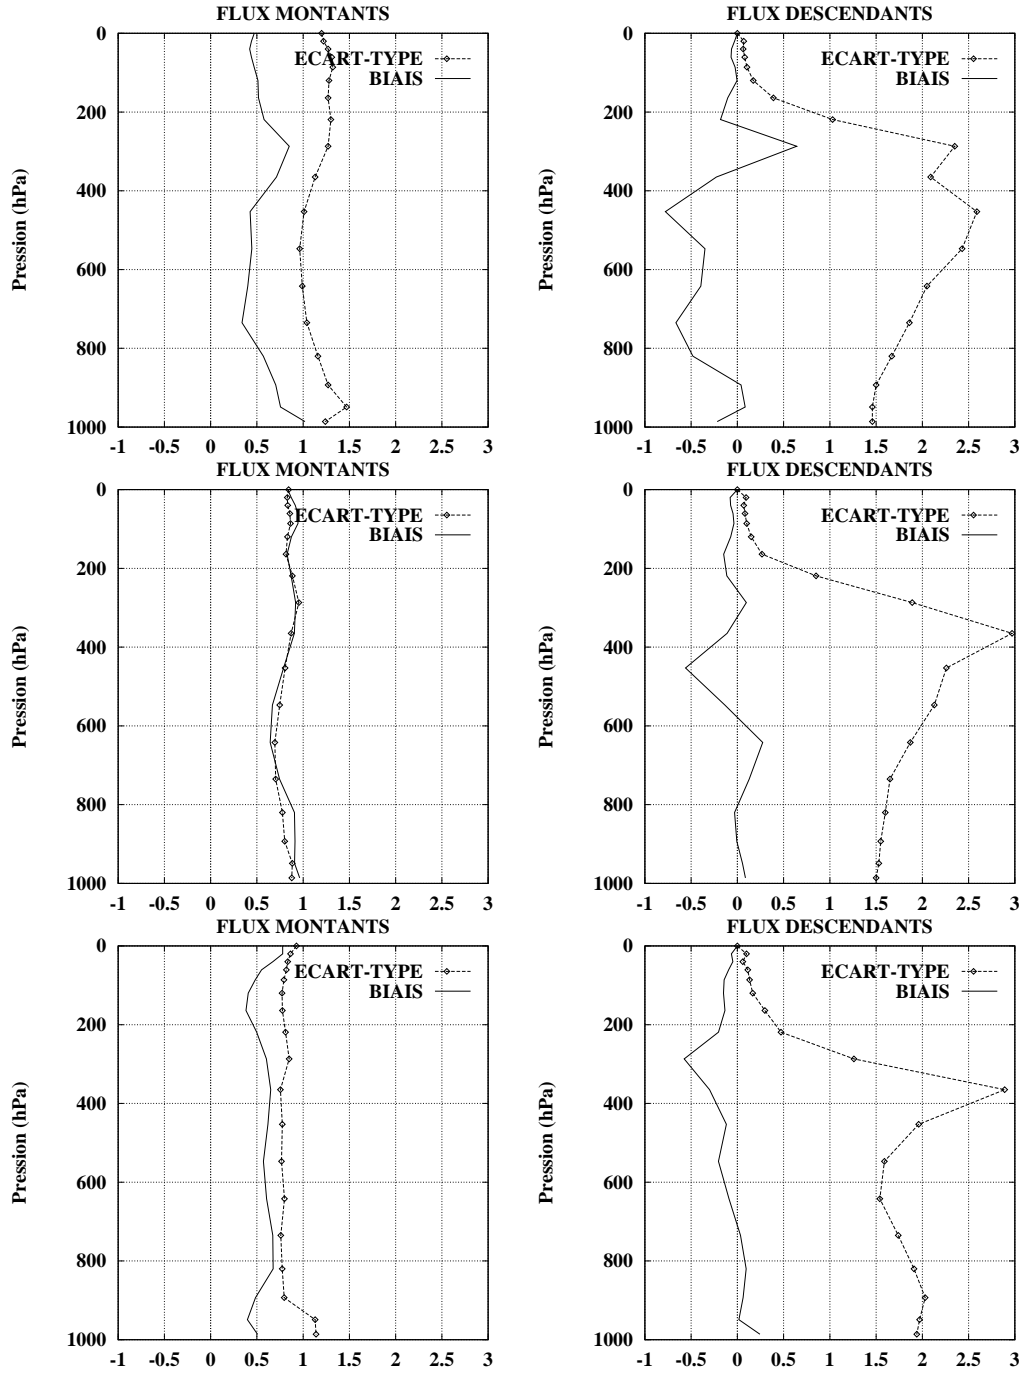 FLUX MONTANTS
0
200
400
600
800
1000
Pression (hPa)
ECART-TYPE
BIAIS
-1 -0.5 0 0.5 1 1.5 2 2.5 3
FLUX DESCENDANTS
0
200
400
600
800
1000
Pression (hPa)
ECART-TYPE
BIAIS
-1 -0.5 0 0.5 1 1.5 2 2.5 3
FLUX MONTANTS
0
200
400
600
800
1000
Pression (hPa)
ECART-TYPE
BIAIS
-1 -0.5 0 0.5 1 1.5 2 2.5 3
FLUX DESCENDANTS
0
200
400
600
800
1000
Pression (hPa)
ECART-TYPE
BIAIS
-1 -0.5 0 0.5 1 1.5 2 2.5 3
FLUX MONTANTS
0
200
400
600
800
1000
Pression (hPa)
ECART-TYPE
BIAIS
-1 -0.5 0 0.5 1 1.5 2 2.5 3
FLUX DESCENDANTS
0
200
400
600
800
1000
Pression (hPa)
ECART-TYPE
BIAIS
-1 -0.5 0 0.5 1 1.5 2 2.5 3